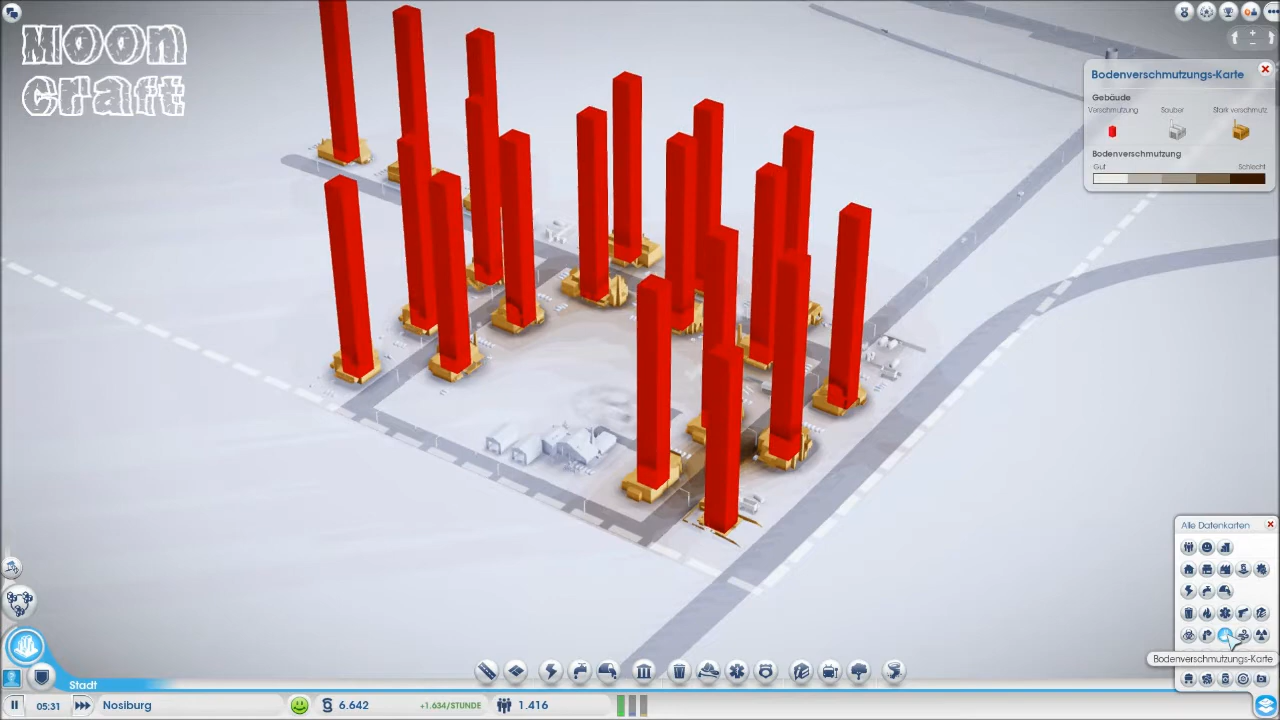 MOON
Craft
Bodenverschmutzungs-Karte
Gebäude
Verschmutzung Sauber Stark verschmutz.
Bodenverschmutzung
Gut Schlecht
Alle Datenkarten
Bodenverschmutzungs-Karte
Stadt
05:31 Nosiburg 6.642 +1.634/STUNDE 1.416